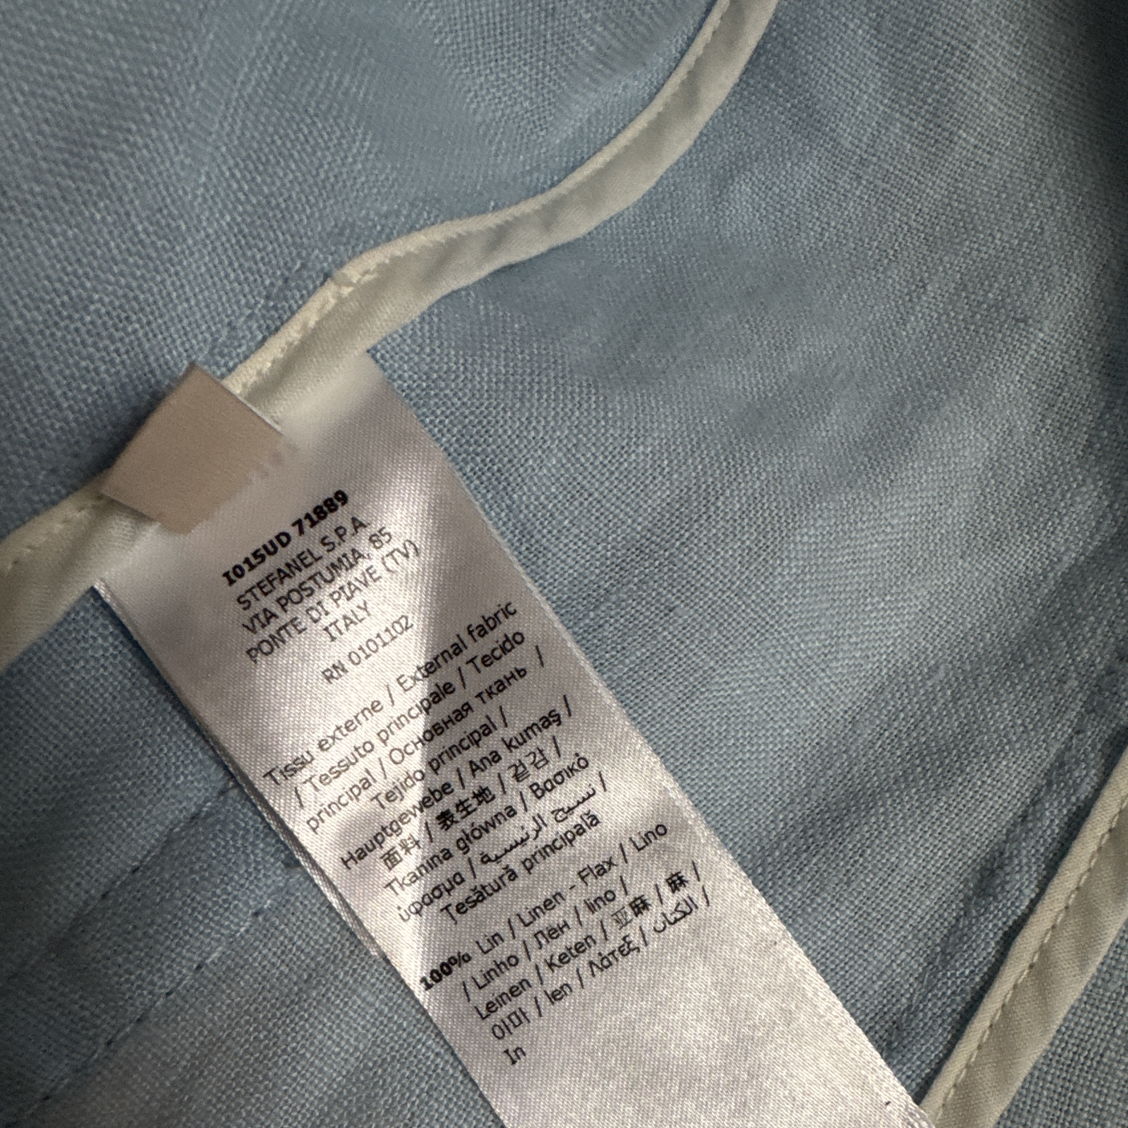 I015UD 71889
STEFANEL S.P.A.
VIA POSTUMIA, 85
PONTE DI PIAVE (TV)
ITALY
RN 0101102
Tissu externe / External fabric
/ Tessuto principale / Tecido
principal / Основная ткань /
Tejido principal /
Hauptgewebe / Ana kumaş /
面料 / 表生地 / 겉감 /
Tkanina główna / Βασικό
ύφασμα / نسيج الرئيسية /
Tesătură principală
100% Lin / Linen - Flax / Lino
/ Linho / Лен / lino /
Leinen / Keten / 亚麻 / 麻 /
아마 / len / Λάτεξ / الكتان /
In